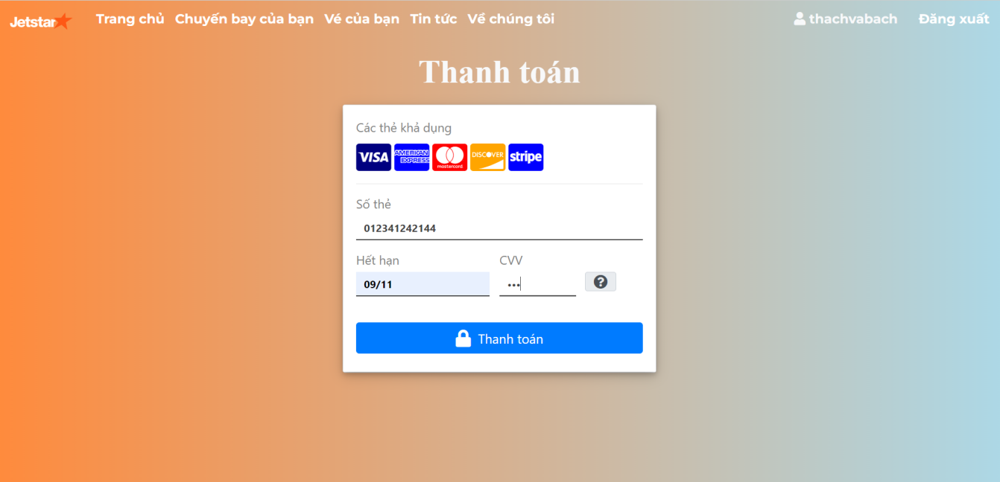 Jetstar Trang chủ Chuyến bay của bạn Vé của bạn Tin tức Về chúng tôi thachvabach Đăng xuất
Thanh toán
Các thẻ khả dụng
VISA AMERICAN EXPRESS mastercard DISCOVER stripe
Số thẻ
012341242144
Hết hạn CVV
09/11 •••
Thanh toán